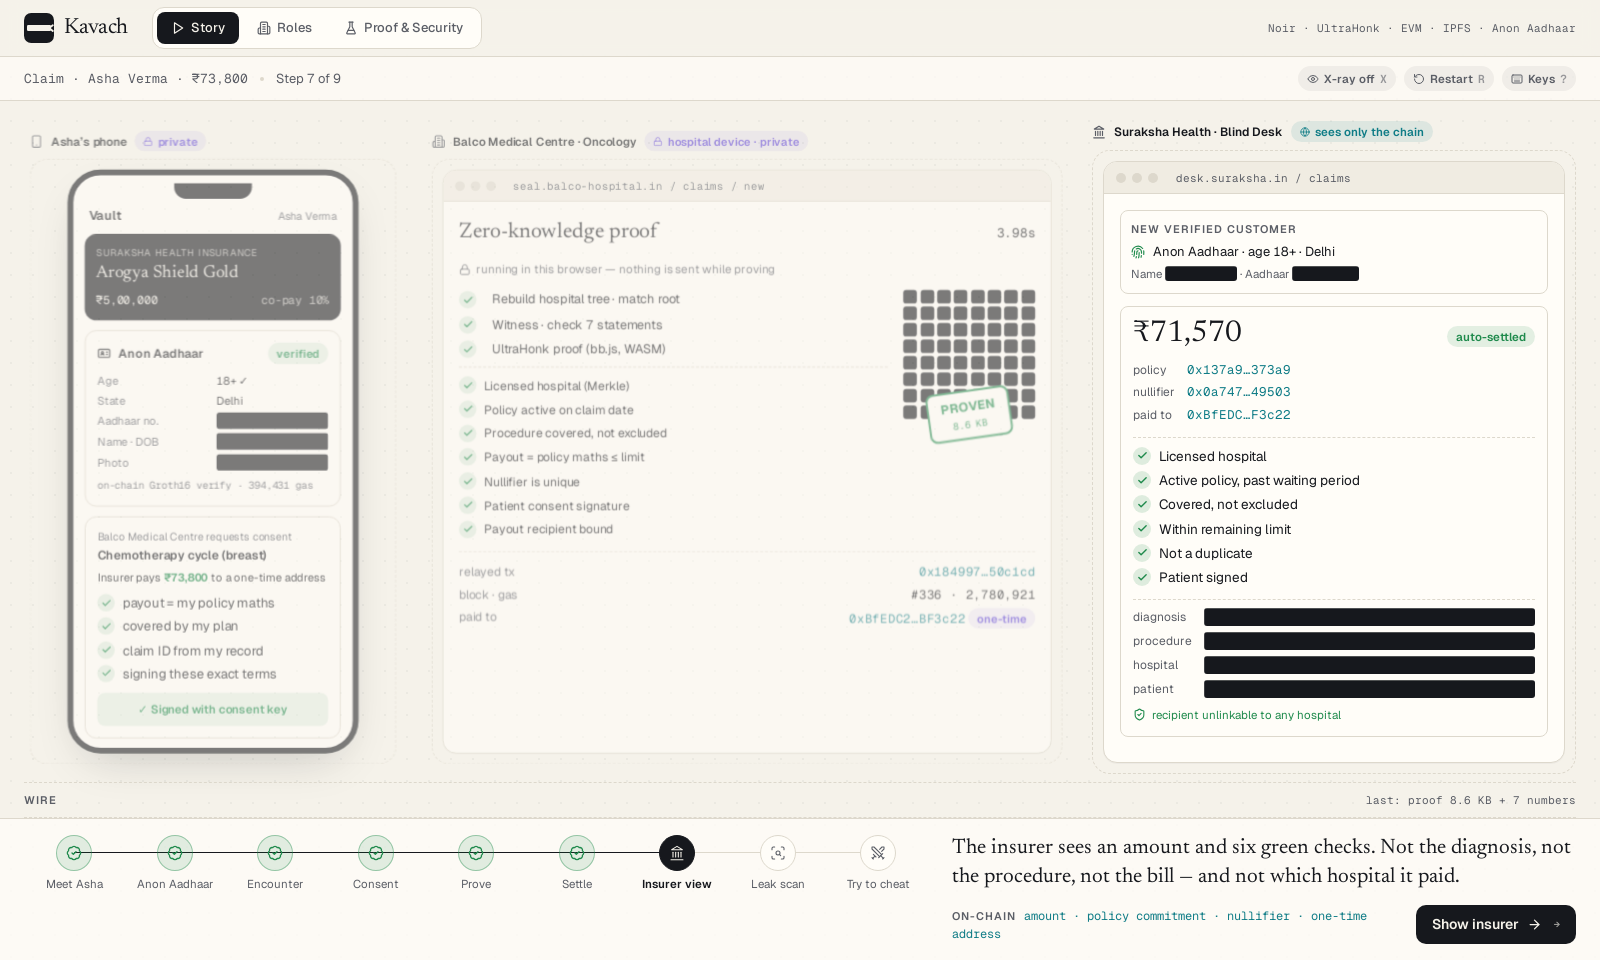 Kavach
Story
Roles
Proof & Security
Noir · UltraHonk · EVM · IPFS · Anon Aadhaar
Claim · Asha Verma · ₹73,800 · Step 7 of 9
X-ray off X
Restart R
Keys ?
Asha's phone
private
Vault
Asha Verma
SURAKSHA HEALTH INSURANCE
Arogya Shield Gold
₹5,00,000
co-pay 10%
Anon Aadhaar
verified
Age 18+ ✓
State Delhi
Aadhaar no.
Name · DOB
Photo
on-chain Groth16 verify · 394,431 gas
Balco Medical Centre requests consent
Chemotherapy cycle (breast)
Insurer pays ₹73,800 to a one-time address
payout = my policy maths
covered by my plan
claim ID from my record
signing these exact terms
✓ Signed with consent key
Balco Medical Centre · Oncology
hospital device · private
seal.balco-hospital.in / claims / new
Zero-knowledge proof
3.98s
running in this browser — nothing is sent while proving
Rebuild hospital tree · match root
Witness · check 7 statements
UltraHonk proof (bb.js, WASM)
Licensed hospital (Merkle)
Policy active on claim date
Procedure covered, not excluded
Payout = policy maths ≤ limit
Nullifier is unique
Patient consent signature
Payout recipient bound
PROVEN
8.6 KB
relayed tx 0x184997…50c1cd
block · gas #336 · 2,780,921
paid to 0xBfEDC2…BF3c22 one-time
Suraksha Health · Blind Desk
sees only the chain
desk.suraksha.in / claims
NEW VERIFIED CUSTOMER
Anon Aadhaar · age 18+ · Delhi
Name · Aadhaar
₹71,570
auto-settled
policy 0x137a9…373a9
nullifier 0x0a747…49503
paid to 0xBfEDC…F3c22
Licensed hospital
Active policy, past waiting period
Covered, not excluded
Within remaining limit
Not a duplicate
Patient signed
diagnosis
procedure
hospital
patient
recipient unlinkable to any hospital
WIRE
last: proof 8.6 KB + 7 numbers
Meet Asha
Anon Aadhaar
Encounter
Consent
Prove
Settle
Insurer view
Leak scan
Try to cheat
The insurer sees an amount and six green checks. Not the diagnosis, not
the procedure, not the bill — and not which hospital it paid.
ON-CHAIN amount · policy commitment · nullifier · one-time
address
Show insurer → →